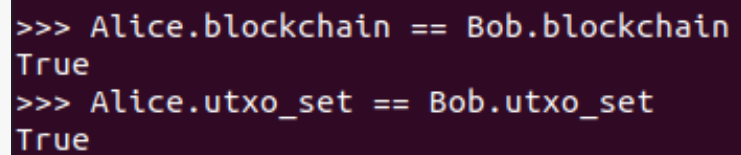 >>> Alice.blockchain == Bob.blockchain
True
>>> Alice.utxo_set == Bob.utxo_set
True